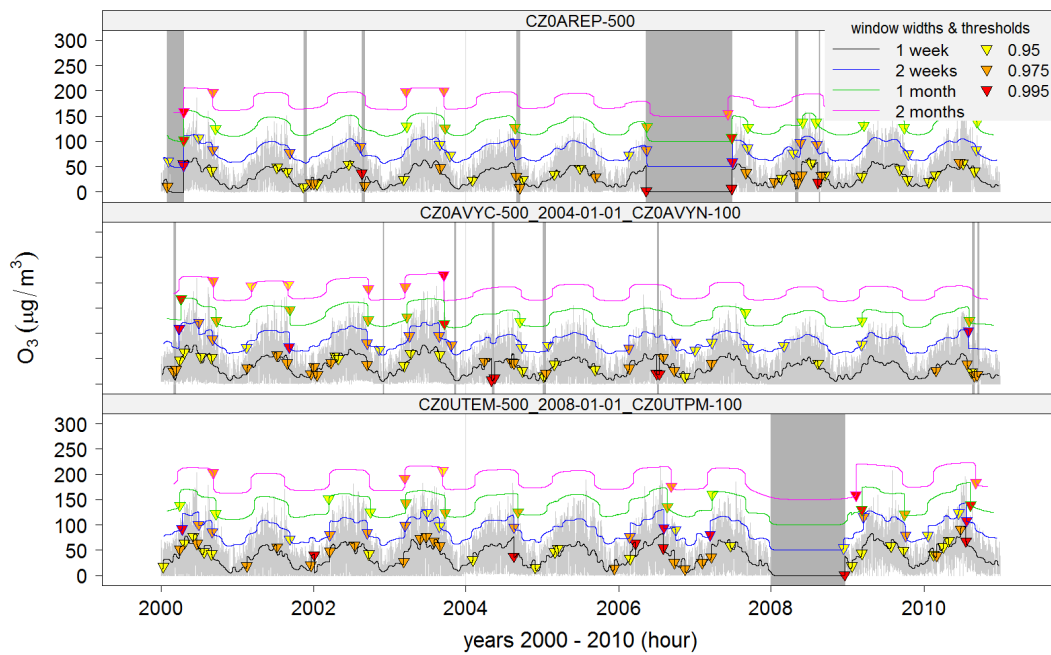 CZ0AREP-500
window widths & thresholds
1 week 0.95
2 weeks 0.975
1 month 0.995
2 months
300
250
200
150
100
50
0
CZ0AVYC-500_2004-01-01_CZ0AVYN-100
O3 (μg/m3)
CZ0UTEM-500_2008-01-01_CZ0UTPM-100
300
250
200
150
100
50
0
2000 2002 2004 2006 2008 2010
years 2000 - 2010 (hour)